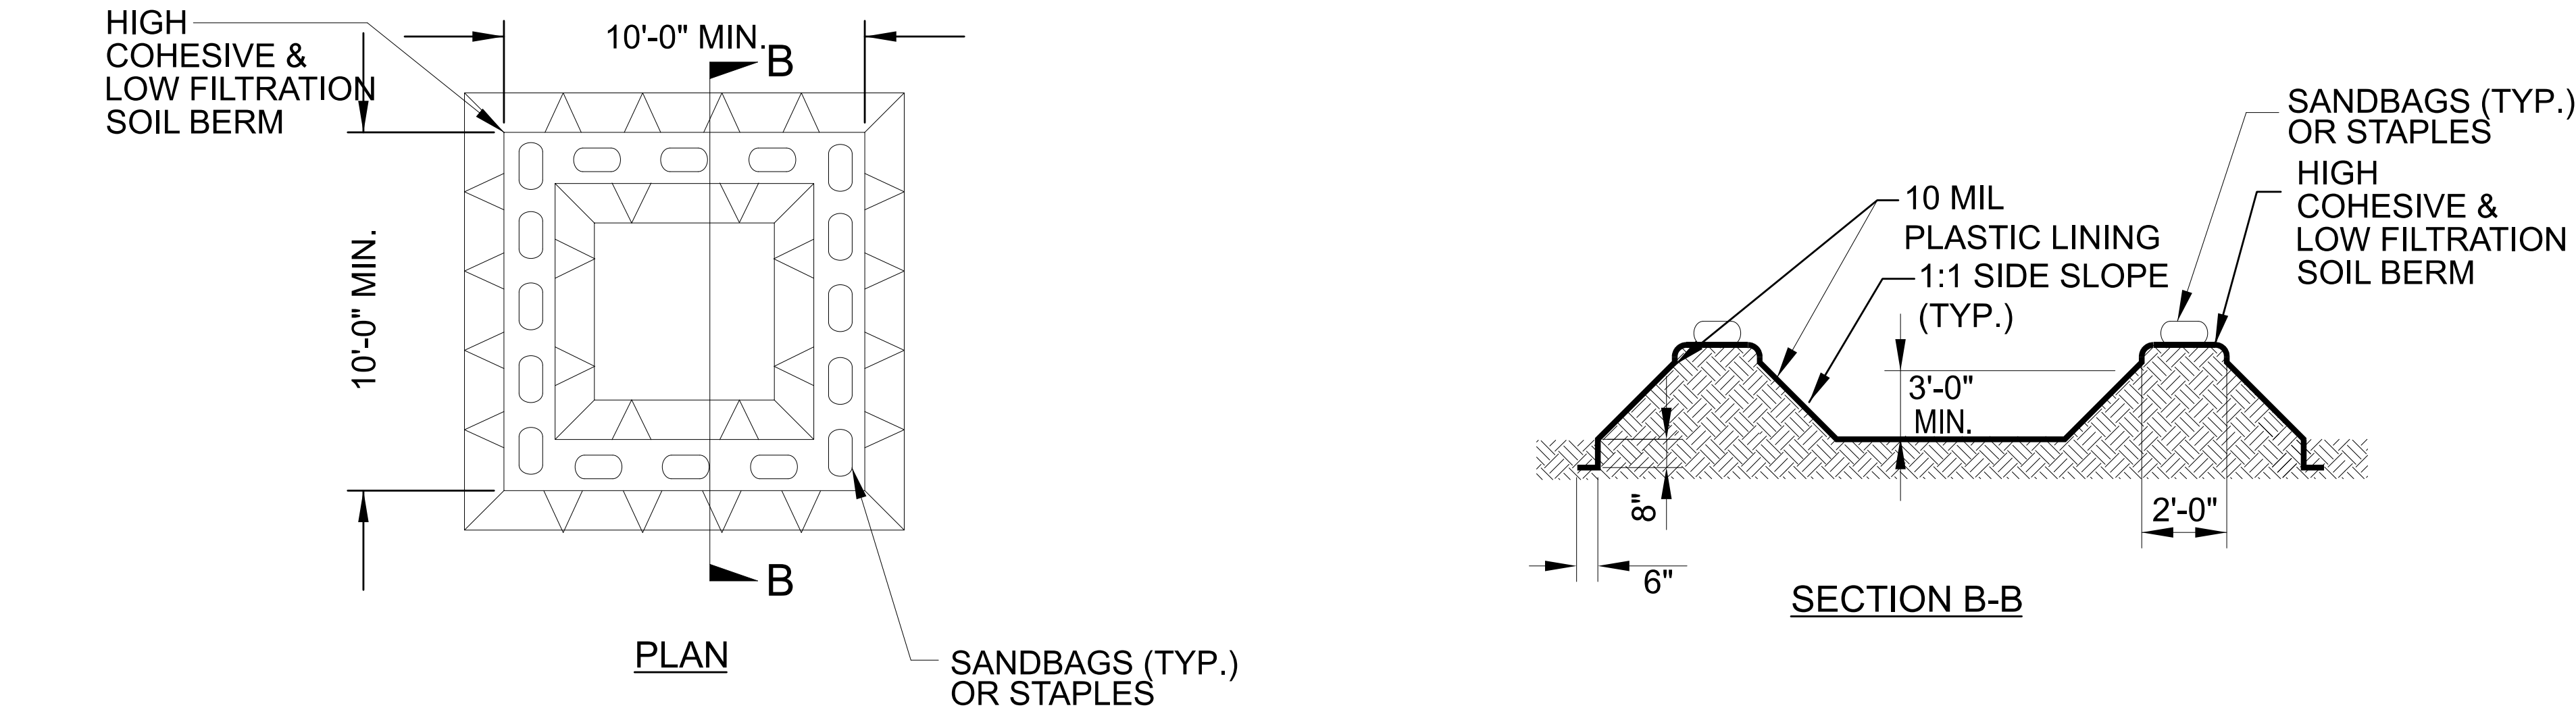 HIGH
COHESIVE &
LOW FILTRATION
SOIL BERM
10'-0" MIN.
B
10'-0" MIN.
B
PLAN
SANDBAGS (TYP.)
OR STAPLES
SANDBAGS (TYP.)
OR STAPLES
HIGH
COHESIVE &
LOW FILTRATION
SOIL BERM
10 MIL
PLASTIC LINING
1:1 SIDE SLOPE
(TYP.)
3'-0"
MIN.
8"
6"
2'-0"
SECTION B-B